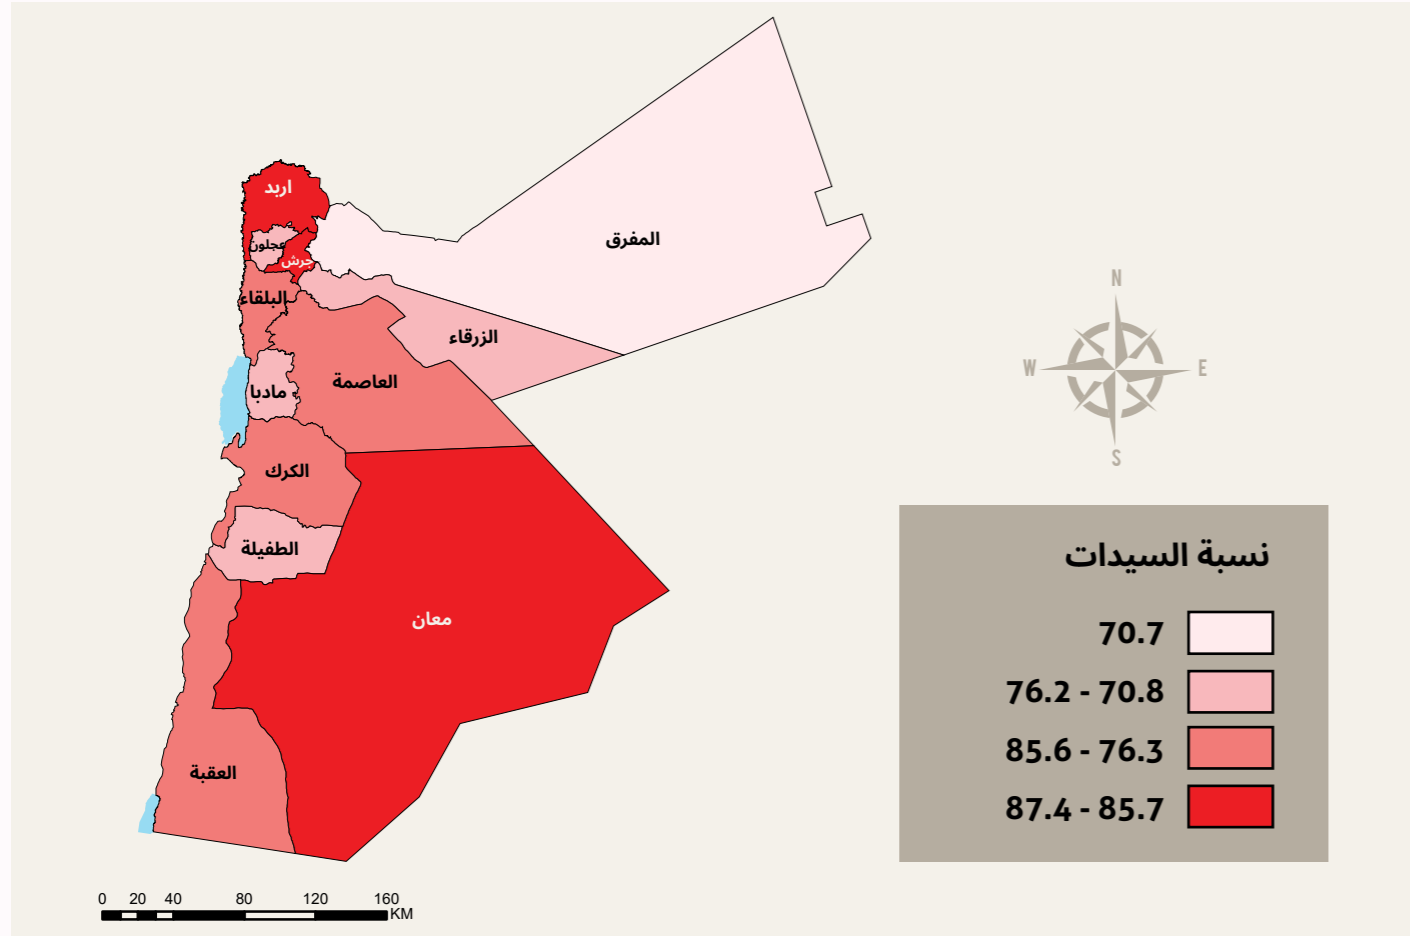 اربد
عجلون
جرش
المفرق
البلقاء
الزرقاء
العاصمة
مادبا
الكرك
الطفيلة
معان
العقبة
N
W E
S
نسبة السيدات
70.7
76.2 - 70.8
85.6 - 76.3
87.4 - 85.7
0 20 40 80 120 160
KM